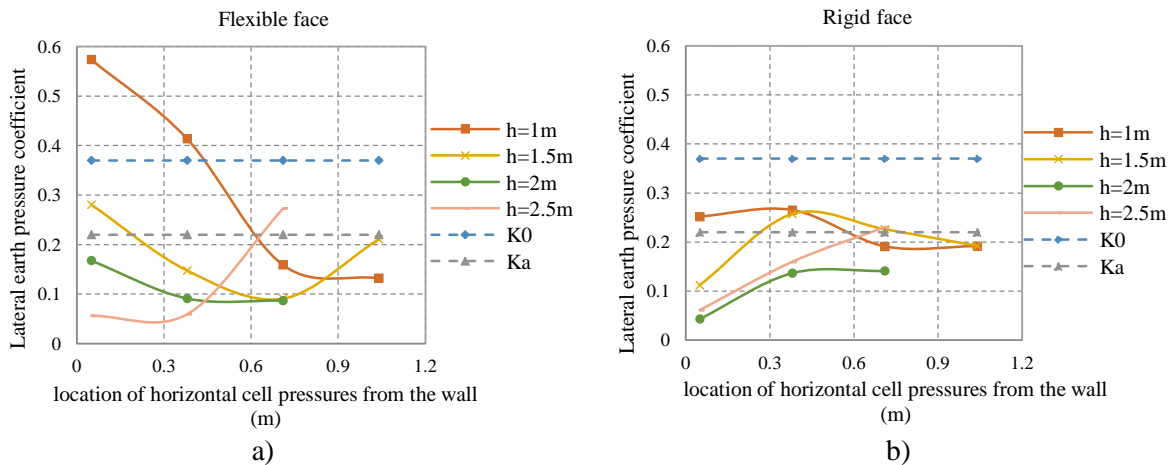 Flexible face
Lateral earth pressure coefficient
0.6
0.5
0.4
0.3
0.2
0.1
0
0
0.3
0.6
0.9
1.2
location of horizontal cell pressures from the wall
(m)
h=1m
h=1.5m
h=2m
h=2.5m
K0
Ka
a)
Rigid face
Lateral earth pressure coefficient
0.6
0.5
0.4
0.3
0.2
0.1
0
0
0.3
0.6
0.9
1.2
location of horizontal cell pressures from the wall
(m)
h=1m
h=1.5m
h=2m
h=2.5m
K0
Ka
b)